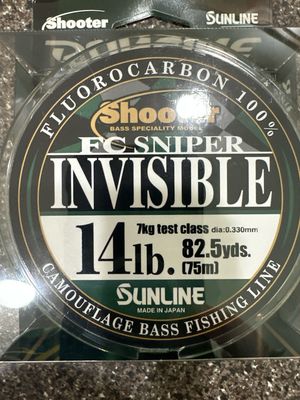 Shooter
SUNLINE
FLUOROCARBON 100%
Shooter
BASS SPECIALITY MODEL
FC SNIPER
INVISIBLE
7kg test class dia:0.330mm
14lb. 82.5yds.
(75m)
SUNLINE
MADE IN JAPAN
CAMOUFLAGE BASS FISHING LINE